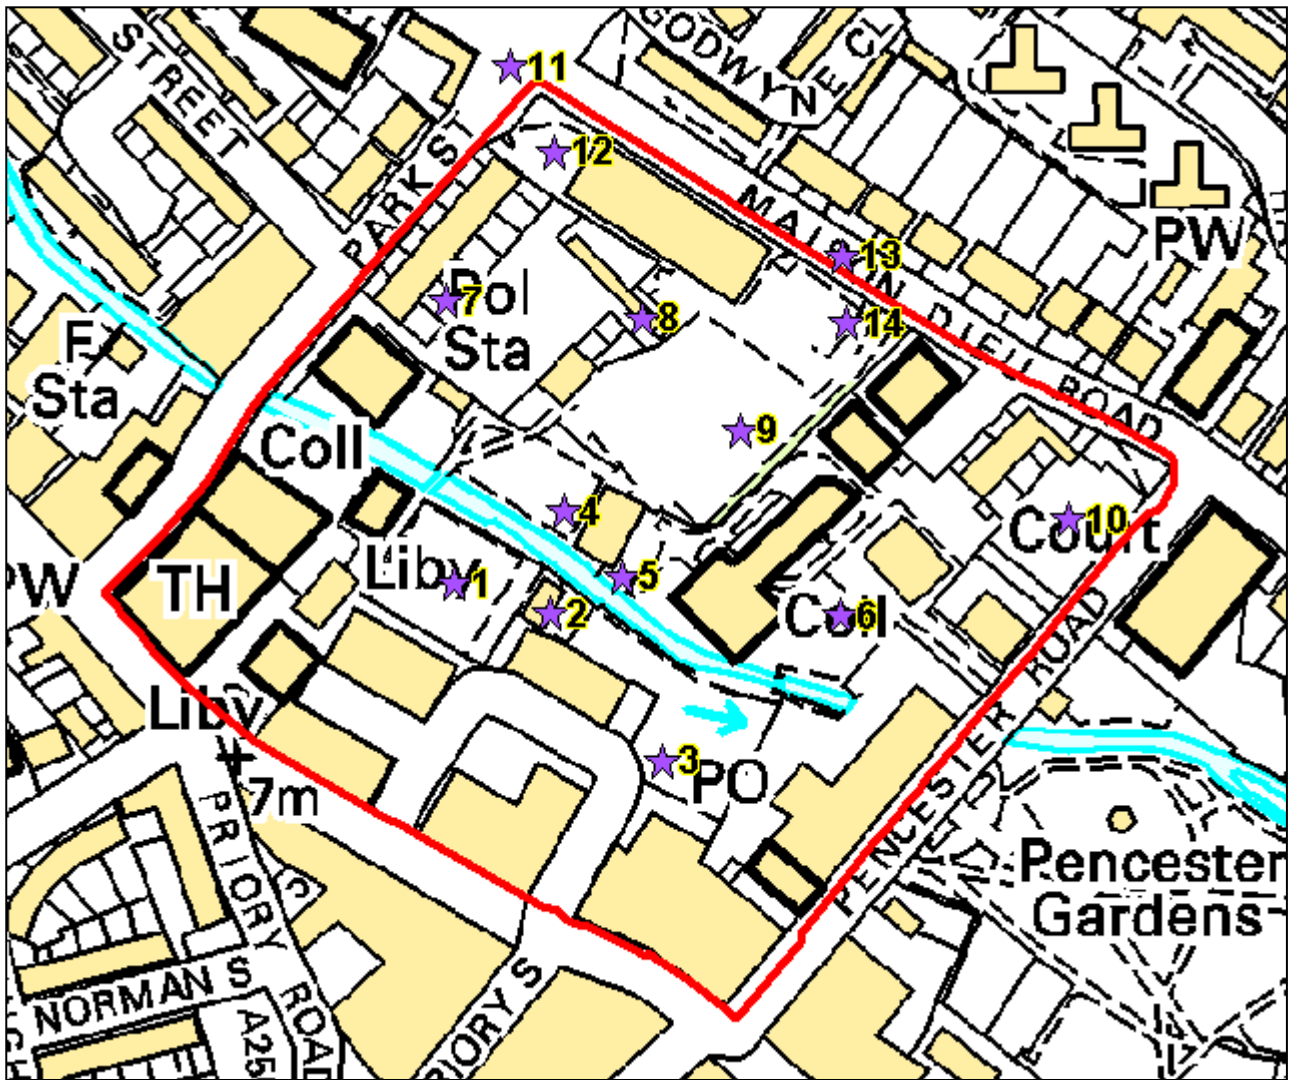 STREET
GODWYNE CL
11
PARK S
12
MAISON DIEU ROAD
PW
13
Pol
Sta
7
8
14
F
Sta
9
Coll
4
10
Court
PW
TH
Liby
1
5
2
Coll
6
Liby
3
PO
7m
PENCESTER ROAD
Pencester
Gardens
PRIORY
ROAD
NORMAN S
PRIORY S
A25